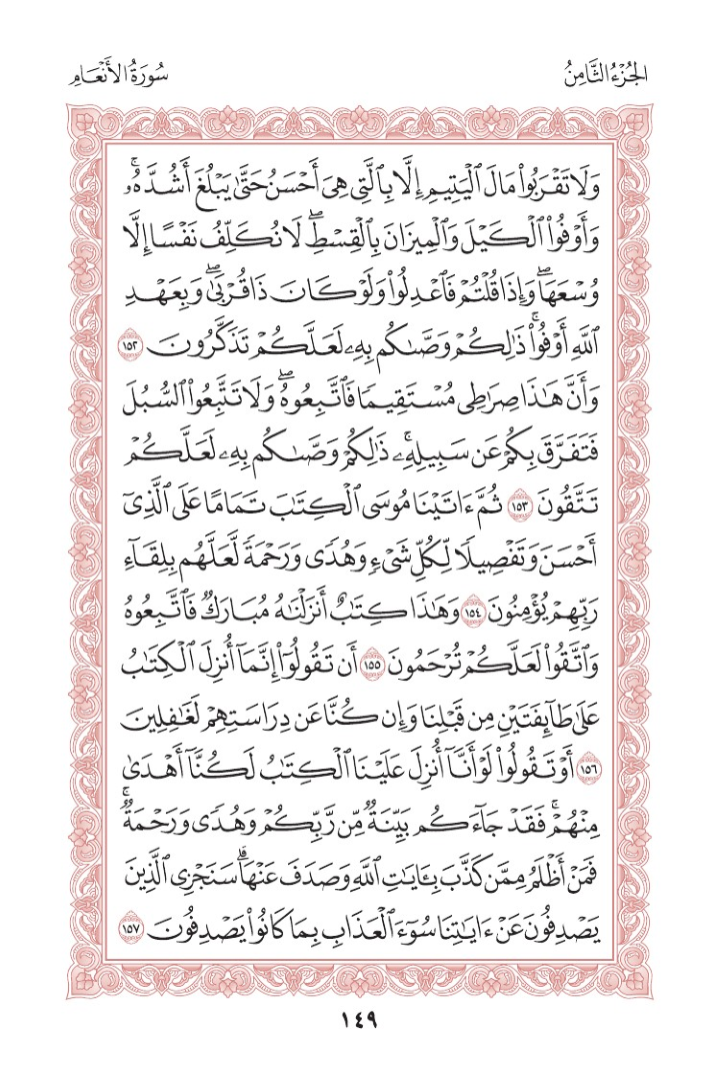 الجُزْءُ الثَّامِنُ
سُورَةُ الأَنْعَامِ
وَلَا تَقْرَبُوا۟ مَالَ ٱلْيَتِيمِ إِلَّا بِٱلَّتِى هِىَ أَحْسَنُ حَتَّىٰ يَبْلُغَ أَشُدَّهُۥۚ
وَأَوْفُوا۟ ٱلْكَيْلَ وَٱلْمِيزَانَ بِٱلْقِسْطِۖ لَا نُكَلِّفُ نَفْسًا إِلَّا
وُسْعَهَاۖ وَإِذَا قُلْتُمْ فَٱعْدِلُوا۟ وَلَوْ كَانَ ذَا قُرْبَىٰۖ وَبِعَهْدِ
ٱللَّهِ أَوْفُوا۟ۚ ذَٰلِكُمْ وَصَّىٰكُم بِهِۦ لَعَلَّكُمْ تَذَكَّرُونَ ١٥٢
وَأَنَّ هَٰذَا صِرَٰطِى مُسْتَقِيمًا فَٱتَّبِعُوهُۖ وَلَا تَتَّبِعُوا۟ ٱلسُّبُلَ
فَتَفَرَّقَ بِكُمْ عَن سَبِيلِهِۦۚ ذَٰلِكُمْ وَصَّىٰكُم بِهِۦ لَعَلَّكُمْ
تَتَّقُونَ ١٥٣ ثُمَّ ءَاتَيْنَا مُوسَى ٱلْكِتَٰبَ تَمَامًا عَلَى ٱلَّذِىٓ
أَحْسَنَ وَتَفْصِيلًا لِّكُلِّ شَىْءٍ وَهُدًى وَرَحْمَةً لَّعَلَّهُم بِلِقَآءِ
رَبِّهِمْ يُؤْمِنُونَ ١٥٤ وَهَٰذَا كِتَٰبٌ أَنزَلْنَٰهُ مُبَارَكٌ فَٱتَّبِعُوهُ
وَٱتَّقُوا۟ لَعَلَّكُمْ تُرْحَمُونَ ١٥٥ أَن تَقُولُوٓا۟ إِنَّمَآ أُنزِلَ ٱلْكِتَٰبُ
عَلَىٰ طَآئِفَتَيْنِ مِن قَبْلِنَا وَإِن كُنَّا عَن دِرَاسَتِهِمْ لَغَٰفِلِينَ
١٥٦ أَوْ تَقُولُوا۟ لَوْ أَنَّآ أُنزِلَ عَلَيْنَا ٱلْكِتَٰبُ لَكُنَّآ أَهْدَىٰ
مِنْهُمْۚ فَقَدْ جَآءَكُم بَيِّنَةٌ مِّن رَّبِّكُمْ وَهُدًى وَرَحْمَةٌۚ
فَمَنْ أَظْلَمُ مِمَّن كَذَّبَ بِـَٔايَٰتِ ٱللَّهِ وَصَدَفَ عَنْهَاۗ سَنَجْزِى ٱلَّذِينَ
يَصْدِفُونَ عَنْ ءَايَٰتِنَا سُوٓءَ ٱلْعَذَابِ بِمَا كَانُوا۟ يَصْدِفُونَ ١٥٧
١٤٩